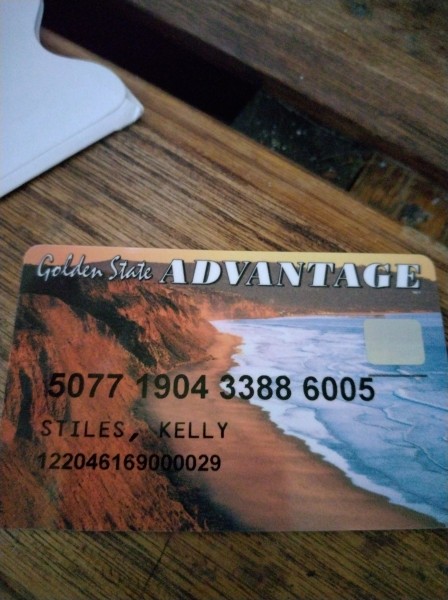 Golden State ADVANTAGE
5077 1904 3388 6005
STILES, KELLY
122046169000029